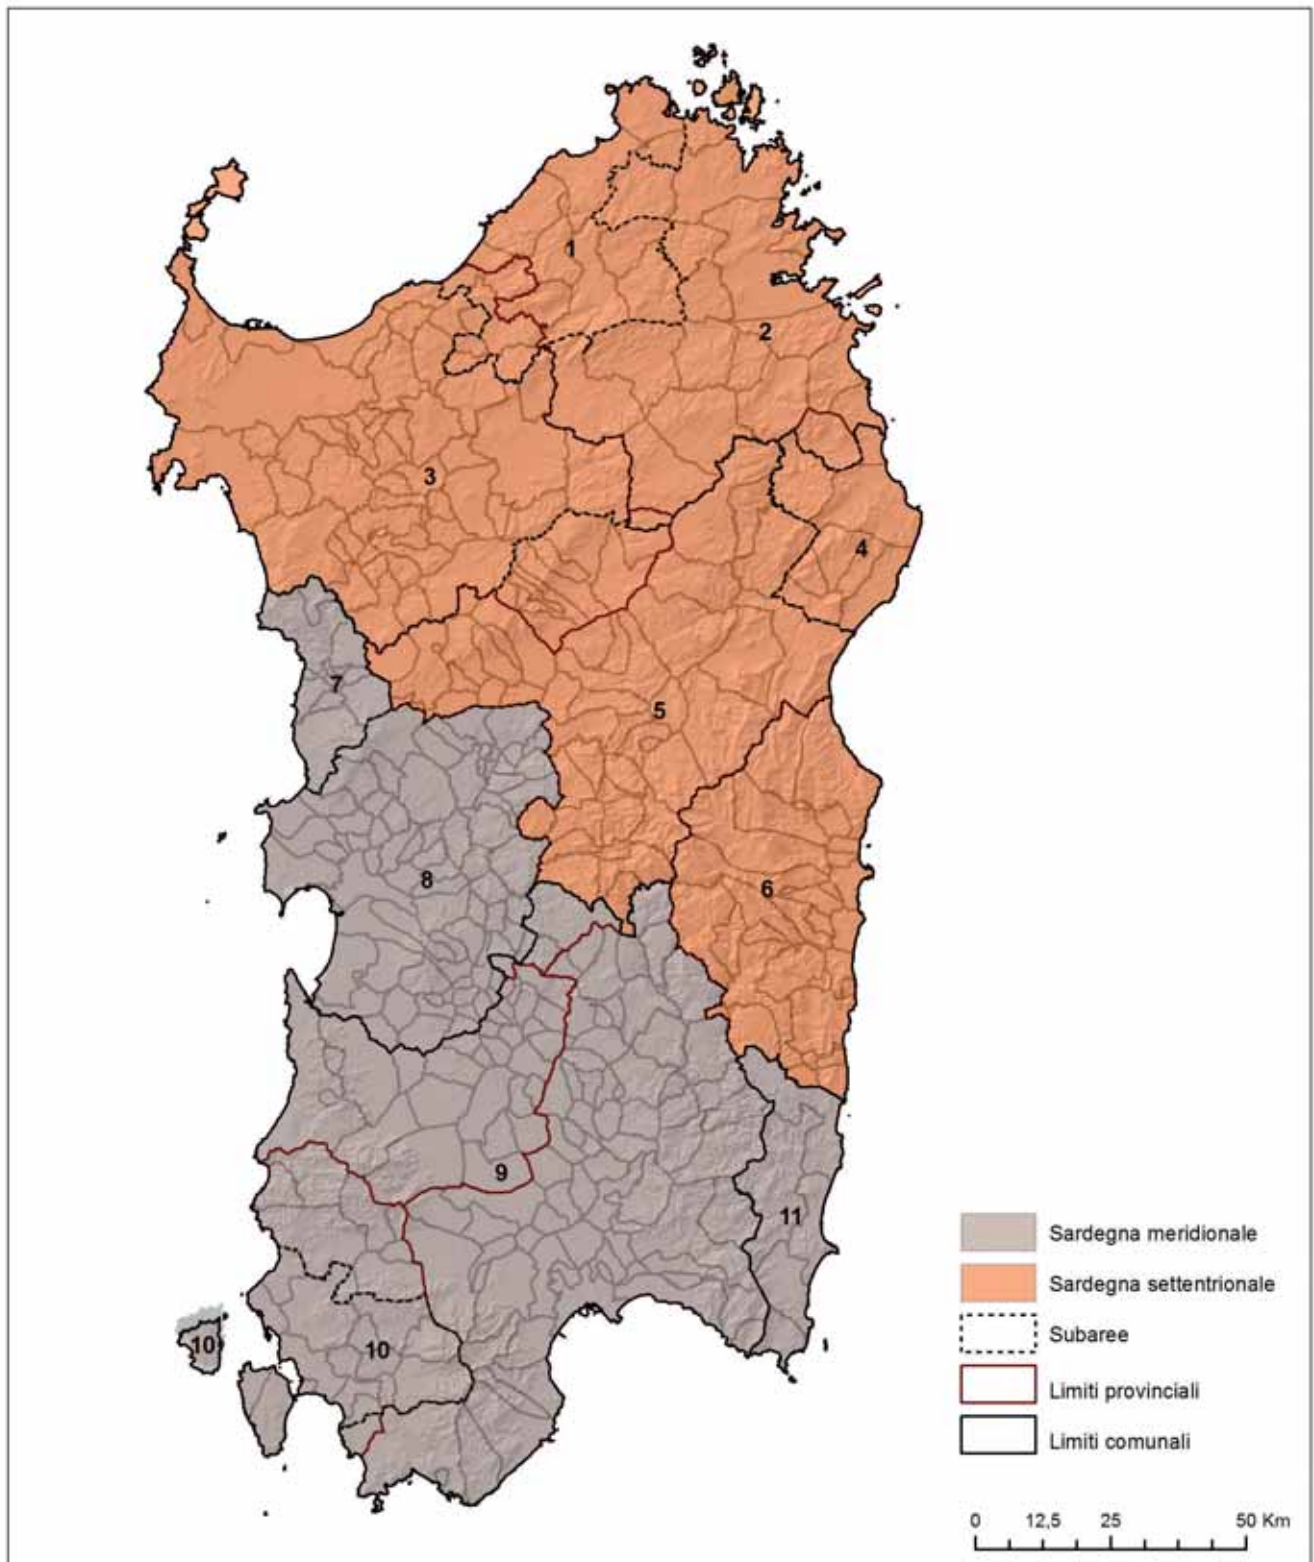 1
2
3
4
5
7
8
6
9
11
10
10
Sardegna meridionale
Sardegna settentrionale
Subaree
Limiti provinciali
Limiti comunali
0 12,5 25 50 Km